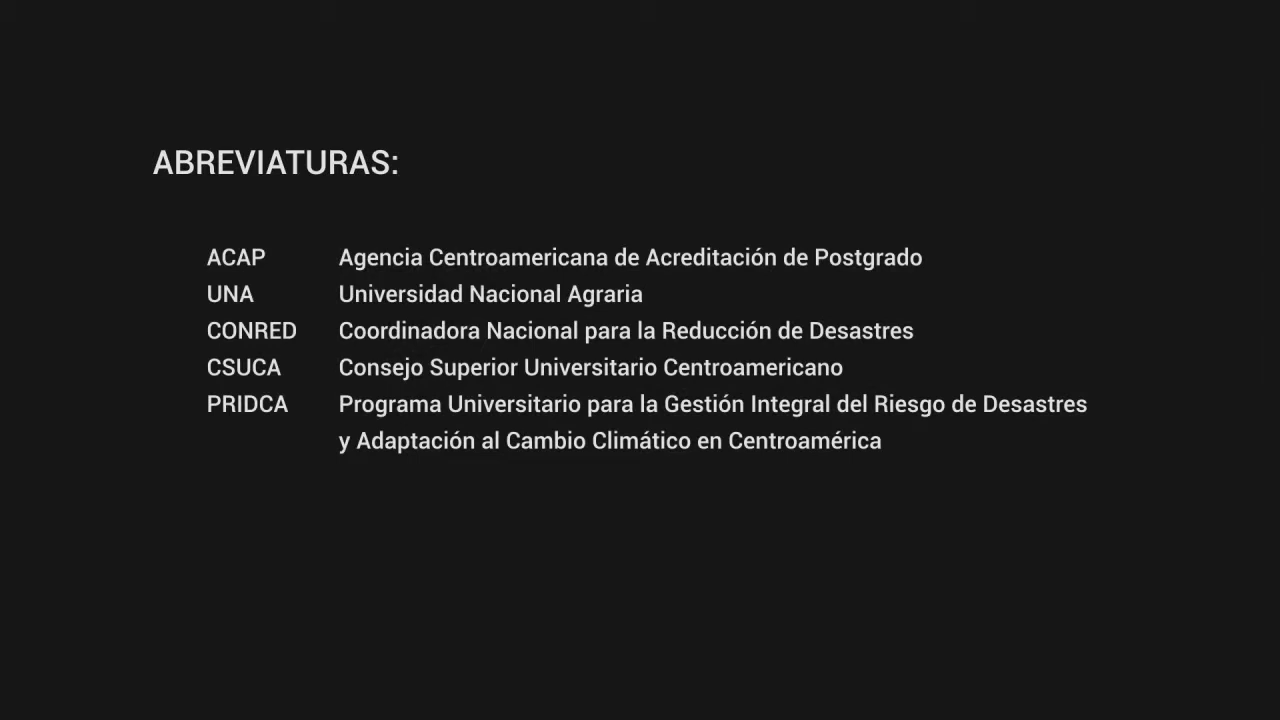 ABREVIATURAS:
ACAP Agencia Centroamericana de Acreditación de Postgrado
UNA Universidad Nacional Agraria
CONRED Coordinadora Nacional para la Reducción de Desastres
CSUCA Consejo Superior Universitario Centroamericano
PRIDCA Programa Universitario para la Gestión Integral del Riesgo de Desastres
y Adaptación al Cambio Climático en Centroamérica